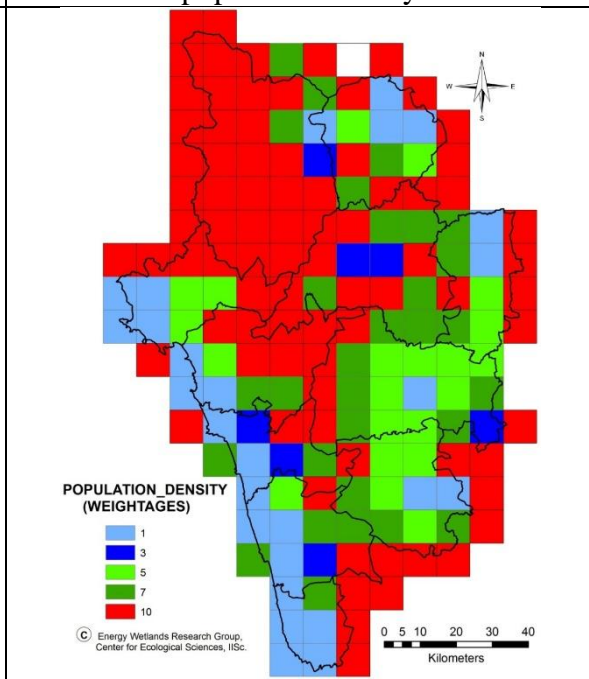 N
W E
S
POPULATION_DENSITY
(WEIGHTAGES)
1
3
5
7
10
C Energy Wetlands Research Group,
Center for Ecological Sciences, IISc.
0 5 10 20 30 40
Kilometers